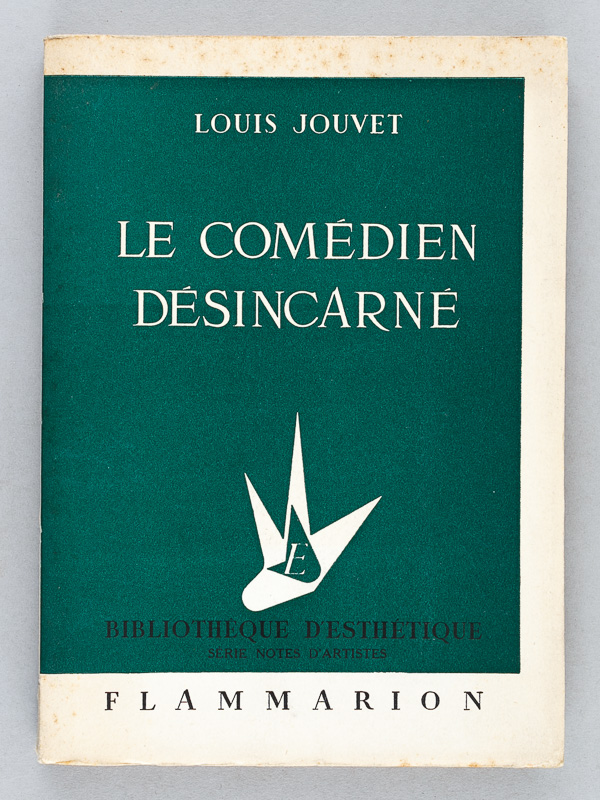 LOUIS JOUVET
LE COMÉDIEN
DÉSINCARNÉ
E
BIBLIOTHÈQUE D'ESTHÉTIQUE
SÉRIE NOTES D'ARTISTES
FLAMMARION